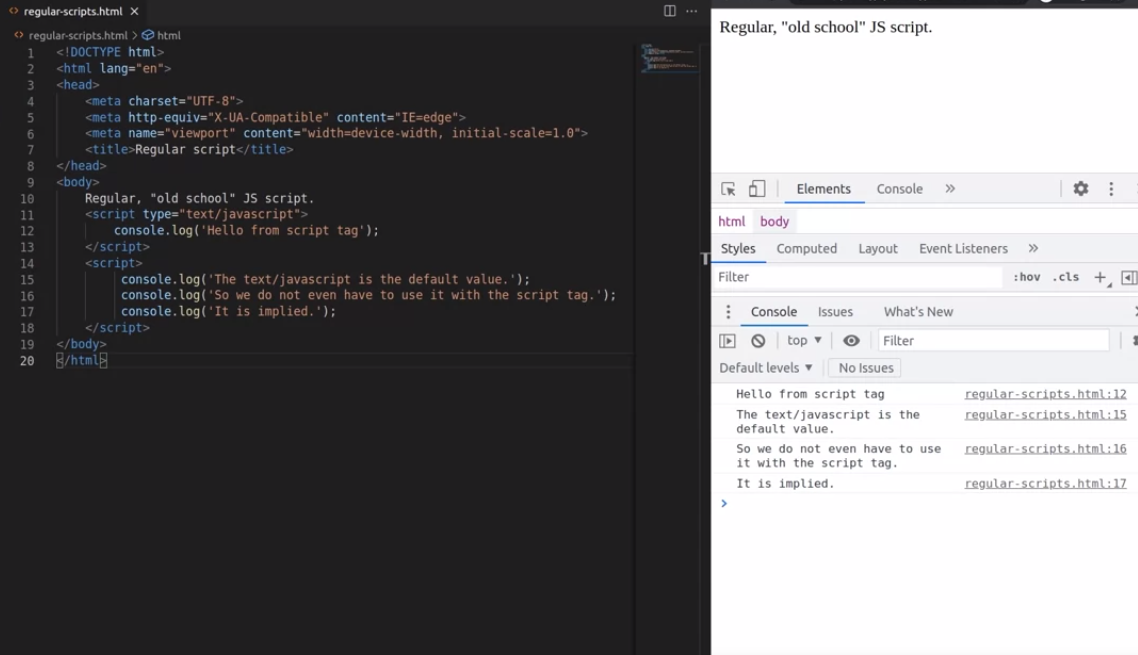 regular-scripts.html ×
regular-scripts.html > html
1 <!DOCTYPE html>
2 <html lang="en">
3 <head>
4 <meta charset="UTF-8">
5 <meta http-equiv="X-UA-Compatible" content="IE=edge">
6 <meta name="viewport" content="width=device-width, initial-scale=1.0">
7 <title>Regular script</title>
8 </head>
9 <body>
10 Regular, "old school" JS script.
11 <script type="text/javascript">
12 console.log('Hello from script tag');
13 </script>
14 <script>
15 console.log('The text/javascript is the default value.');
16 console.log('So we do not even have to use it with the script tag.');
17 console.log('It is implied.');
18 </script>
19 </body>
20 </html>
Regular, "old school" JS script.
Elements Console »
html body
Styles Computed Layout Event Listeners »
Filter :hov .cls +
Console Issues What's New
top ▼ Filter
Default levels ▼ No Issues
Hello from script tag regular-scripts.html:12
The text/javascript is the regular-scripts.html:15
default value.
So we do not even have to use regular-scripts.html:16
it with the script tag.
It is implied. regular-scripts.html:17
>